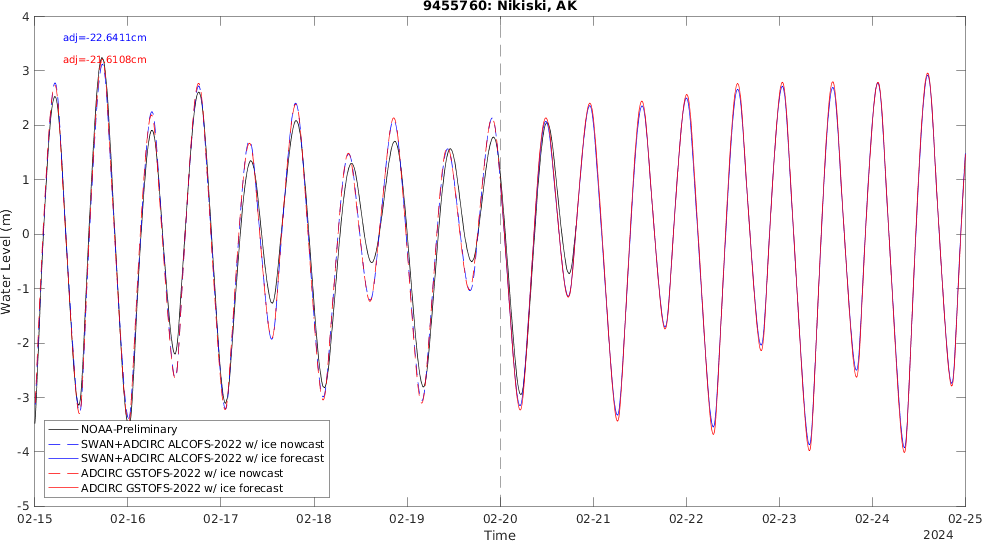 9455760: Nikiski, AK
adj=-22.6411cm
adj=-21.6108cm
Water Level (m)
4
3
2
1
0
-1
-2
-3
-4
-5
NOAA-Preliminary
SWAN+ADCIRC ALCOFS-2022 w/ ice nowcast
SWAN+ADCIRC ALCOFS-2022 w/ ice forecast
ADCIRC GSTOFS-2022 w/ ice nowcast
ADCIRC GSTOFS-2022 w/ ice forecast
02-15 02-16 02-17 02-18 02-19 02-20 02-21 02-22 02-23 02-24 02-25
Time
2024